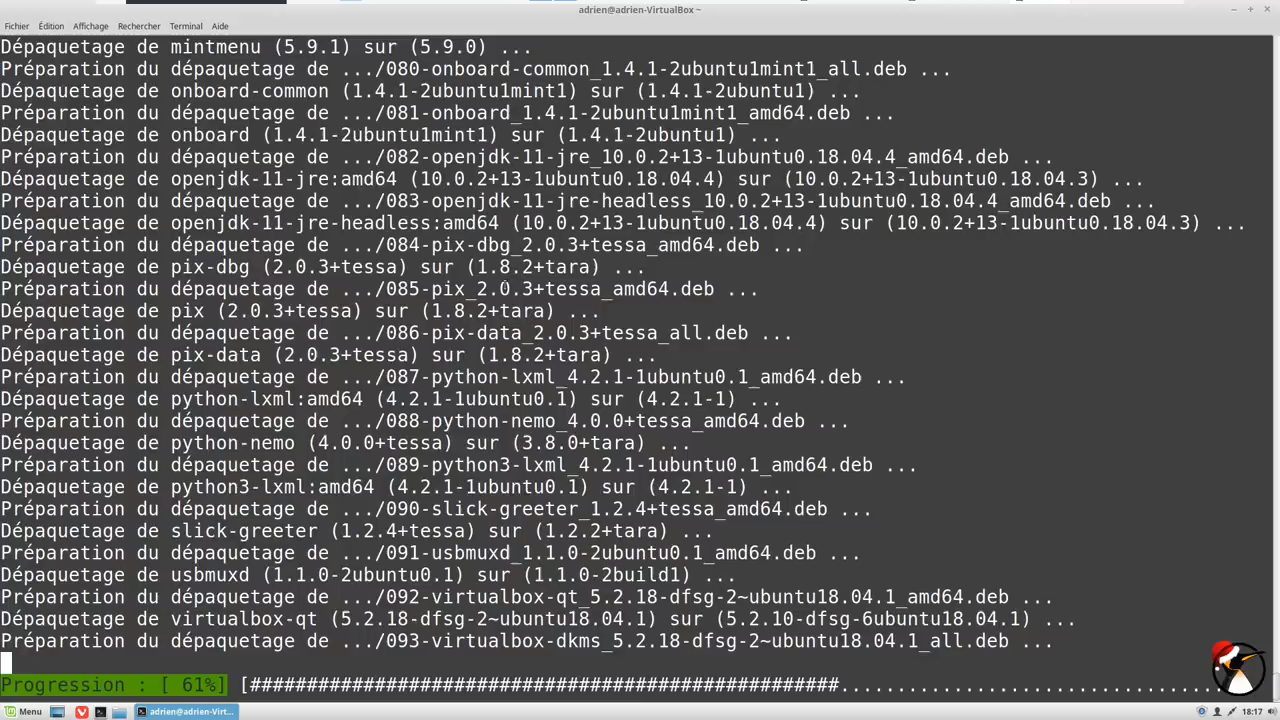 adrien@adrien-VirtualBox ~
Fichier Édition Affichage Rechercher Terminal Aide
Dépaquetage de mintmenu (5.9.1) sur (5.9.0) ...
Préparation du dépaquetage de .../080-onboard-common_1.4.1-2ubuntu1mint1_all.deb ...
Dépaquetage de onboard-common (1.4.1-2ubuntu1mint1) sur (1.4.1-2ubuntu1) ...
Préparation du dépaquetage de .../081-onboard_1.4.1-2ubuntu1mint1_amd64.deb ...
Dépaquetage de onboard (1.4.1-2ubuntu1mint1) sur (1.4.1-2ubuntu1) ...
Préparation du dépaquetage de .../082-openjdk-11-jre_10.0.2+13-1ubuntu0.18.04.4_amd64.deb ...
Dépaquetage de openjdk-11-jre:amd64 (10.0.2+13-1ubuntu0.18.04.4) sur (10.0.2+13-1ubuntu0.18.04.3) ...
Préparation du dépaquetage de .../083-openjdk-11-jre-headless_10.0.2+13-1ubuntu0.18.04.4_amd64.deb ...
Dépaquetage de openjdk-11-jre-headless:amd64 (10.0.2+13-1ubuntu0.18.04.4) sur (10.0.2+13-1ubuntu0.18.04.3) ...
Préparation du dépaquetage de .../084-pix-dbg_2.0.3+tessa_amd64.deb ...
Dépaquetage de pix-dbg (2.0.3+tessa) sur (1.8.2+tara) ...
Préparation du dépaquetage de .../085-pix_2.0.3+tessa_amd64.deb ...
Dépaquetage de pix (2.0.3+tessa) sur (1.8.2+tara) ...
Préparation du dépaquetage de .../086-pix-data_2.0.3+tessa_all.deb ...
Dépaquetage de pix-data (2.0.3+tessa) sur (1.8.2+tara) ...
Préparation du dépaquetage de .../087-python-lxml_4.2.1-1ubuntu0.1_amd64.deb ...
Dépaquetage de python-lxml:amd64 (4.2.1-1ubuntu0.1) sur (4.2.1-1) ...
Préparation du dépaquetage de .../088-python-nemo_4.0.0+tessa_amd64.deb ...
Dépaquetage de python-nemo (4.0.0+tessa) sur (3.8.0+tara) ...
Préparation du dépaquetage de .../089-python3-lxml_4.2.1-1ubuntu0.1_amd64.deb ...
Dépaquetage de python3-lxml:amd64 (4.2.1-1ubuntu0.1) sur (4.2.1-1) ...
Préparation du dépaquetage de .../090-slick-greeter_1.2.4+tessa_amd64.deb ...
Dépaquetage de slick-greeter (1.2.4+tessa) sur (1.2.2+tara) ...
Préparation du dépaquetage de .../091-usbmuxd_1.1.0-2ubuntu0.1_amd64.deb ...
Dépaquetage de usbmuxd (1.1.0-2ubuntu0.1) sur (1.1.0-2build1) ...
Préparation du dépaquetage de .../092-virtualbox-qt_5.2.18-dfsg-2~ubuntu18.04.1_amd64.deb ...
Dépaquetage de virtualbox-qt (5.2.18-dfsg-2~ubuntu18.04.1) sur (5.2.10-dfsg-6ubuntu18.04.1) ...
Préparation du dépaquetage de .../093-virtualbox-dkms_5.2.18-dfsg-2~ubuntu18.04.1_all.deb ...
Progression : [ 61%] [####################################################..................................
Menu adrien@adrien-Virt... 18:17